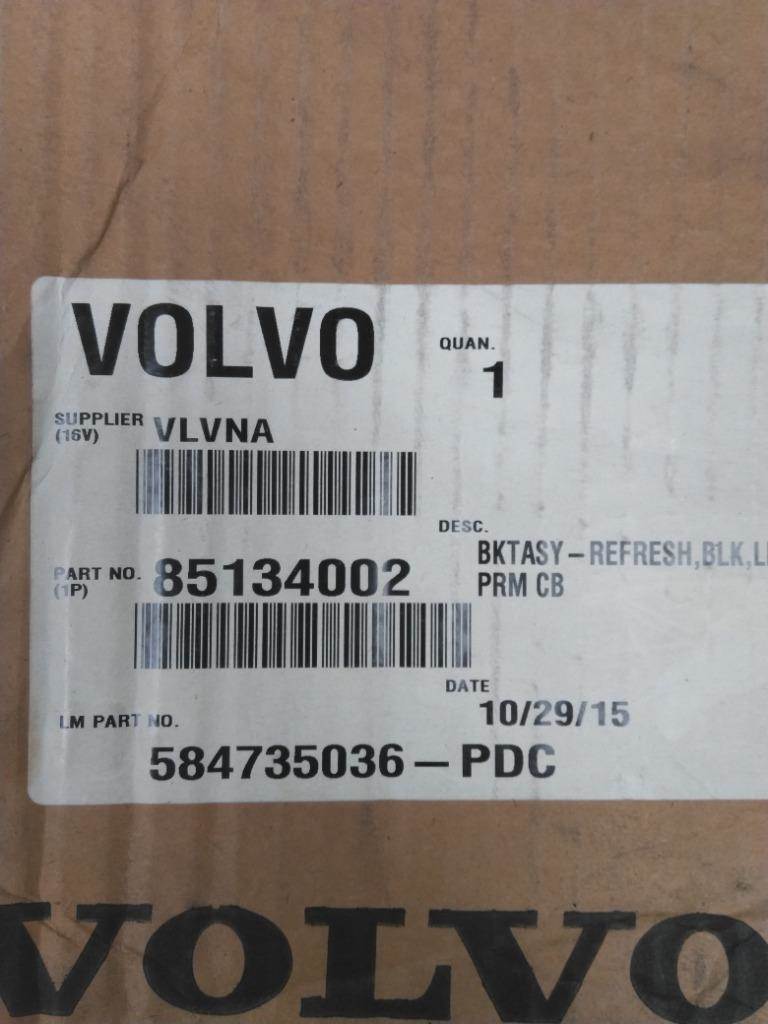 VOLVO
QUAN.
1
SUPPLIER
(16V)
VLVNA
DESC.
BKTASY-REFRESH,BLK,
PRM CB
PART NO.
(1P)
85134002
DATE
10/29/15
LM PART NO.
584735036-PDC
VOLVO